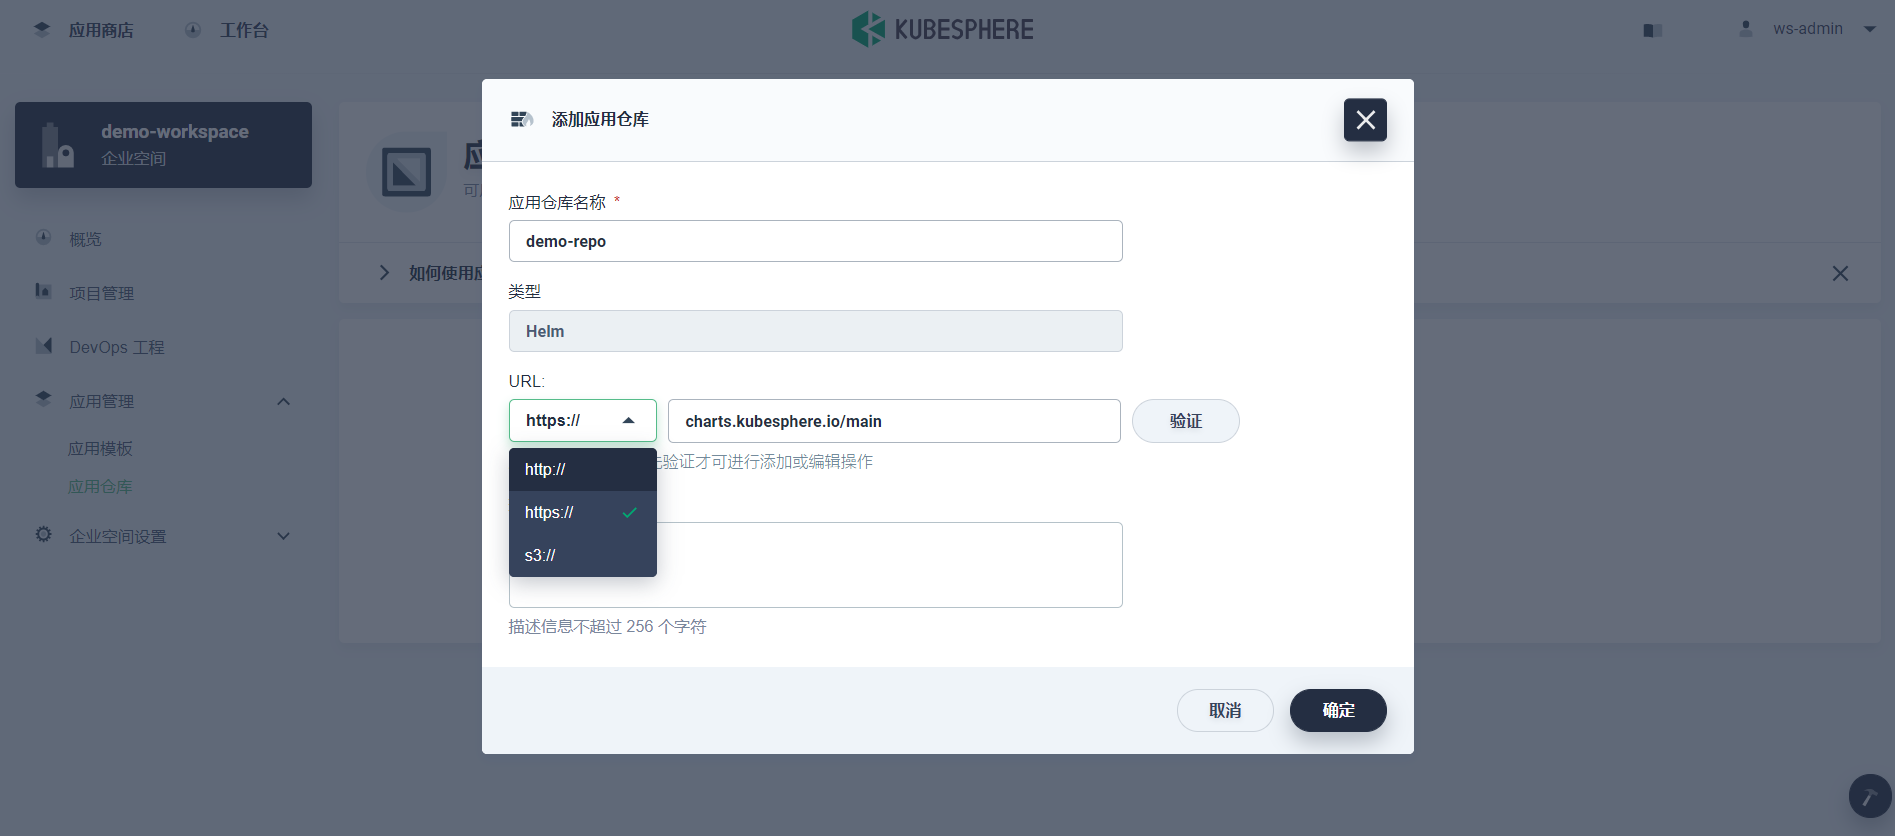 应用商店
工作台
KUBESPHERE
ws-admin
demo-workspace
企业空间
概览
项目管理
DevOps 工程
应用管理
应用模板
应用仓库
企业空间设置
如何使用
添加应用仓库
应用仓库名称 *
demo-repo
类型
Helm
URL:
https://
charts.kubesphere.io/main
验证
验证才可进行添加或编辑操作
http://
https://
s3://
描述信息不超过 256 个字符
取消
确定